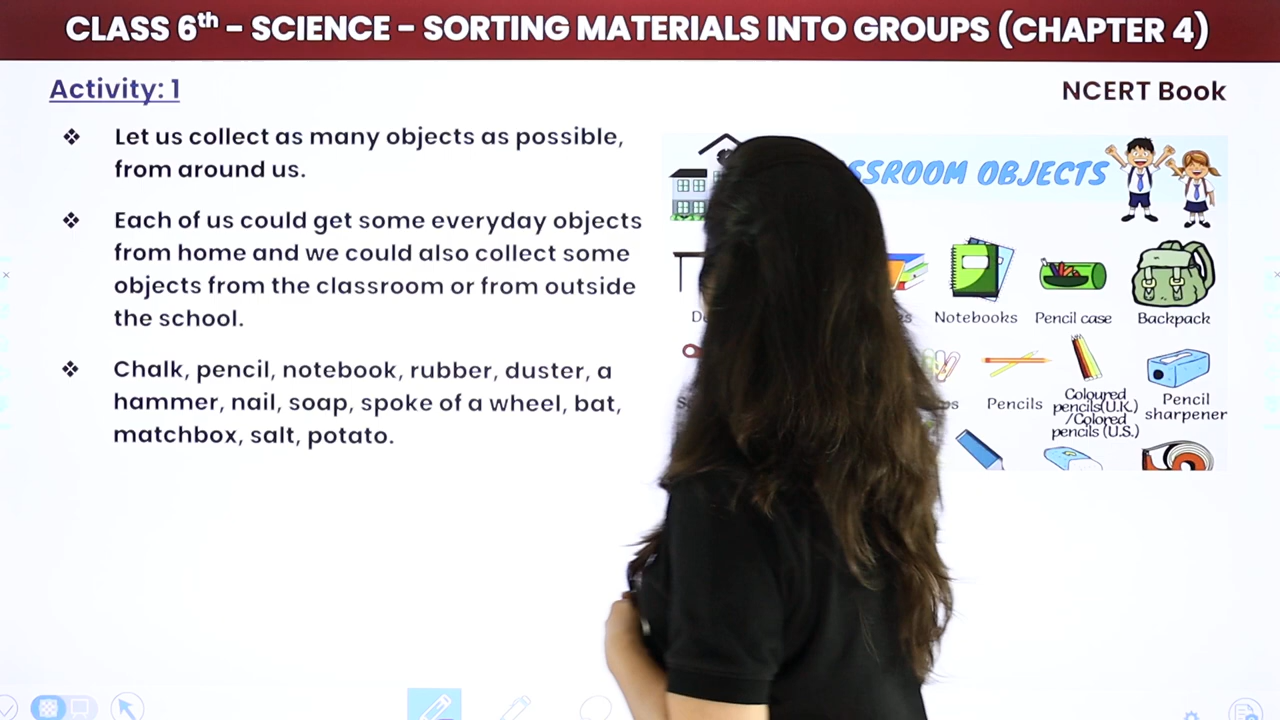 CLASS 6th - SCIENCE - SORTING MATERIALS INTO GROUPS (CHAPTER 4)
Activity: 1
NCERT Book
Let us collect as many objects as possible,
from around us.
OBJECTS
Each of us could get some everyday objects
from home and we could also collect some
objects from the classroom or from outside
the school.
Notebooks Pencil case Backpack
Chalk, pencil, notebook, rubber, duster, a
hammer, nail, soap, spoke of a wheel, bat,
matchbox, salt, potato.
Pencils
Coloured
pencils(U.K.)
/Colored
pencils (U.S.)
Pencil
sharpener